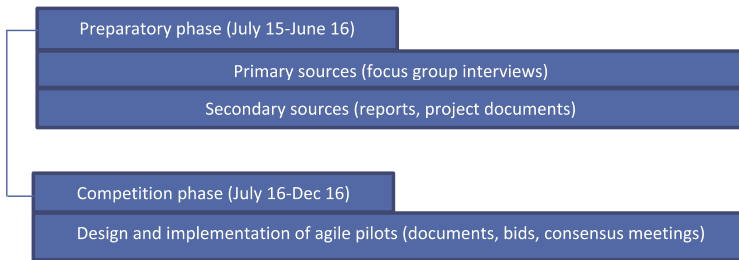 Preparatory phase (July 15-June 16)
Primary sources (focus group interviews)
Secondary sources (reports, project documents)
Competition phase (July 16-Dec 16)
Design and implementation of agile pilots (documents, bids, consensus meetings)